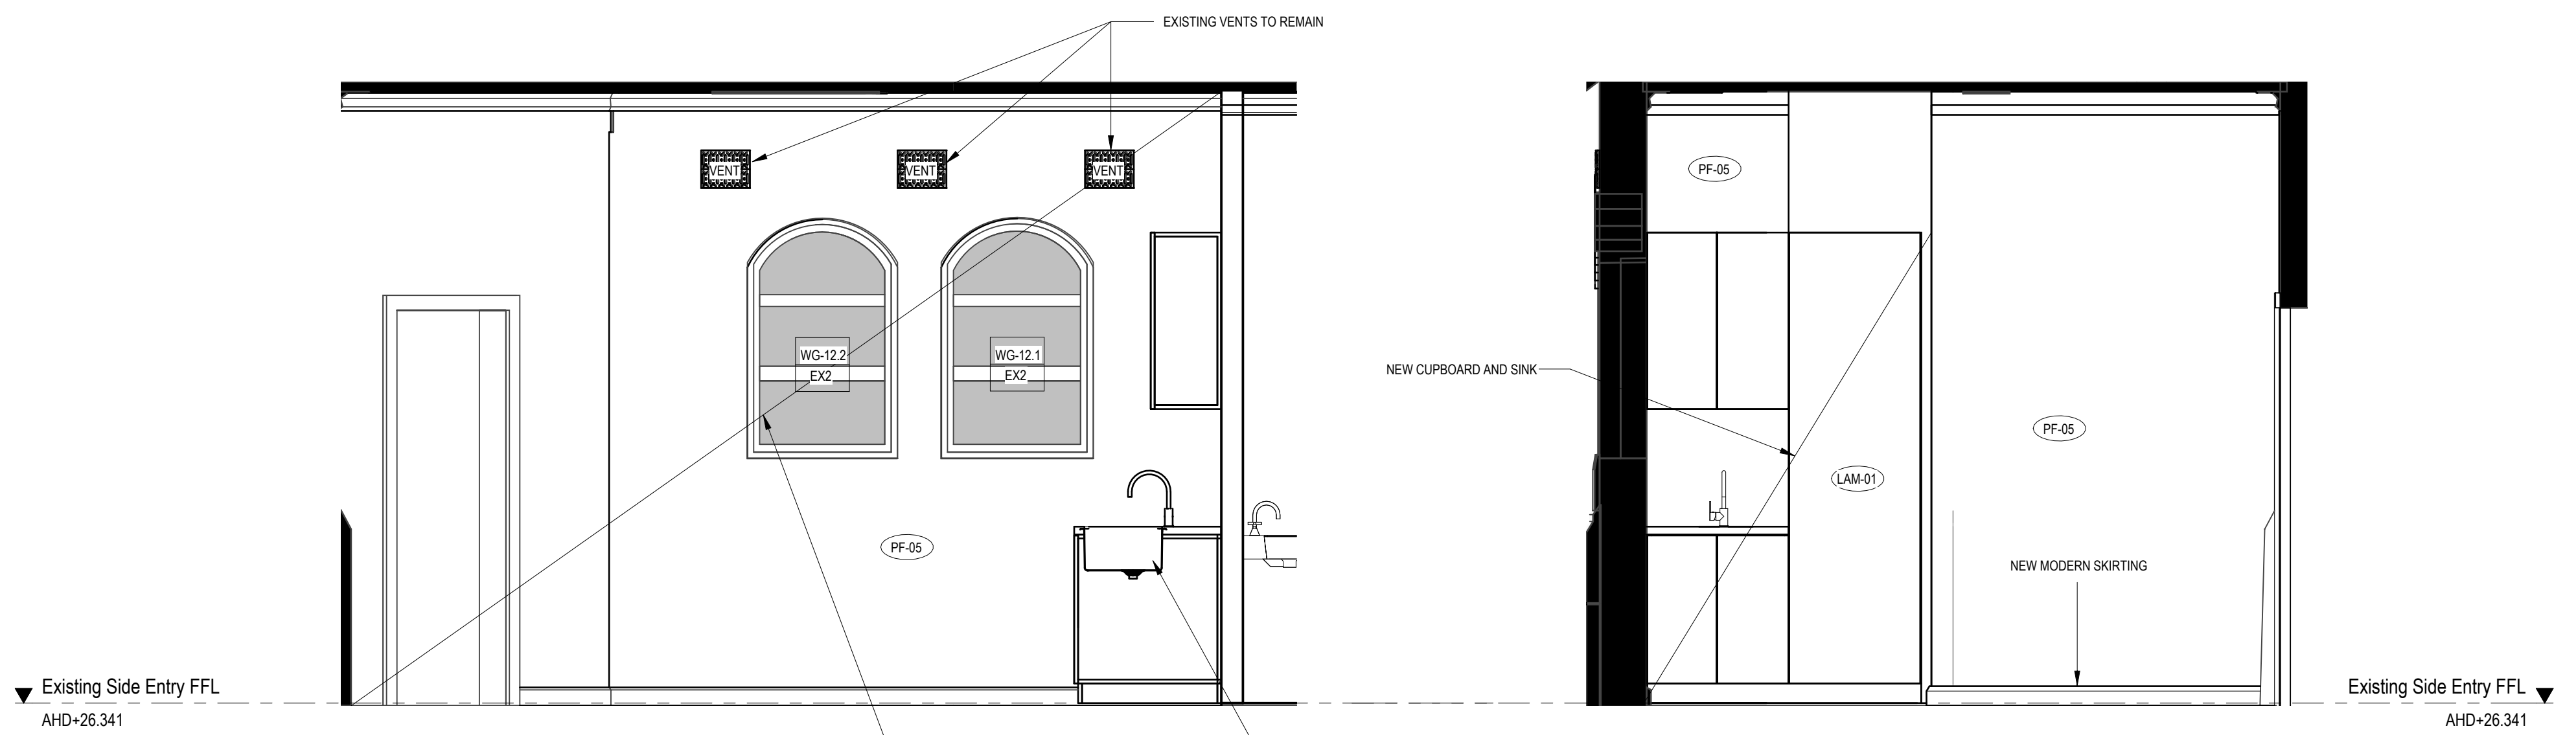 EXISTING VENTS TO REMAIN
VENT
VENT
VENT
WG-12.2
EX2
WG-12.1
EX2
PF-05
Existing Side Entry FFL
AHD+26.341
PF-05
NEW CUPBOARD AND SINK
PF-05
LAM-01
NEW MODERN SKIRTING
Existing Side Entry FFL
AHD+26.341